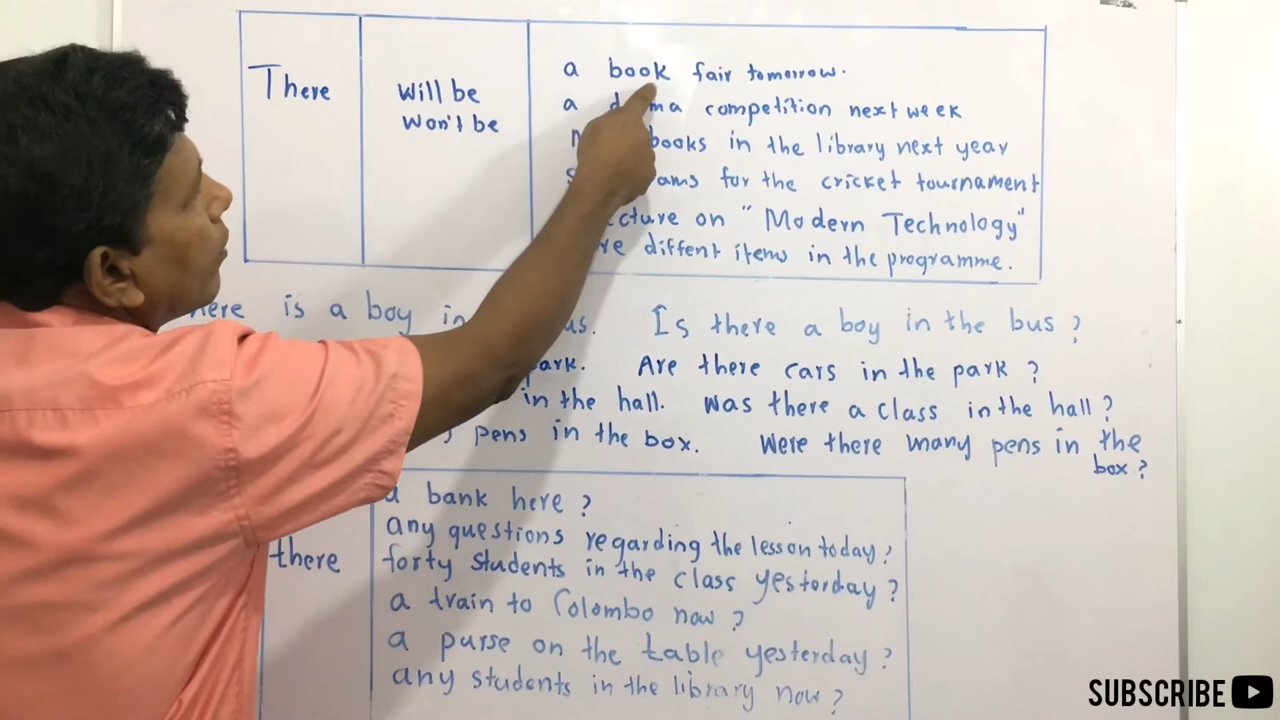 There
will be
won't be
a book fair tomorrow.
a competition next week
books in the library next year
for the cricket tournament
on "Modern Technology"
diffent items in the programme.
is a boy in Is there a boy in the bus ?
Are there cars in the park ?
in the hall. was there a class in the hall ?
pens in the box. Were there many pens in the
box ?
there
a bank here ?
any questions regarding the lesson today ?
forty students in the class yesterday ?
a train to Colombo now ?
a purse on the table yesterday ?
any students in the library now ?
SUBSCRIBE